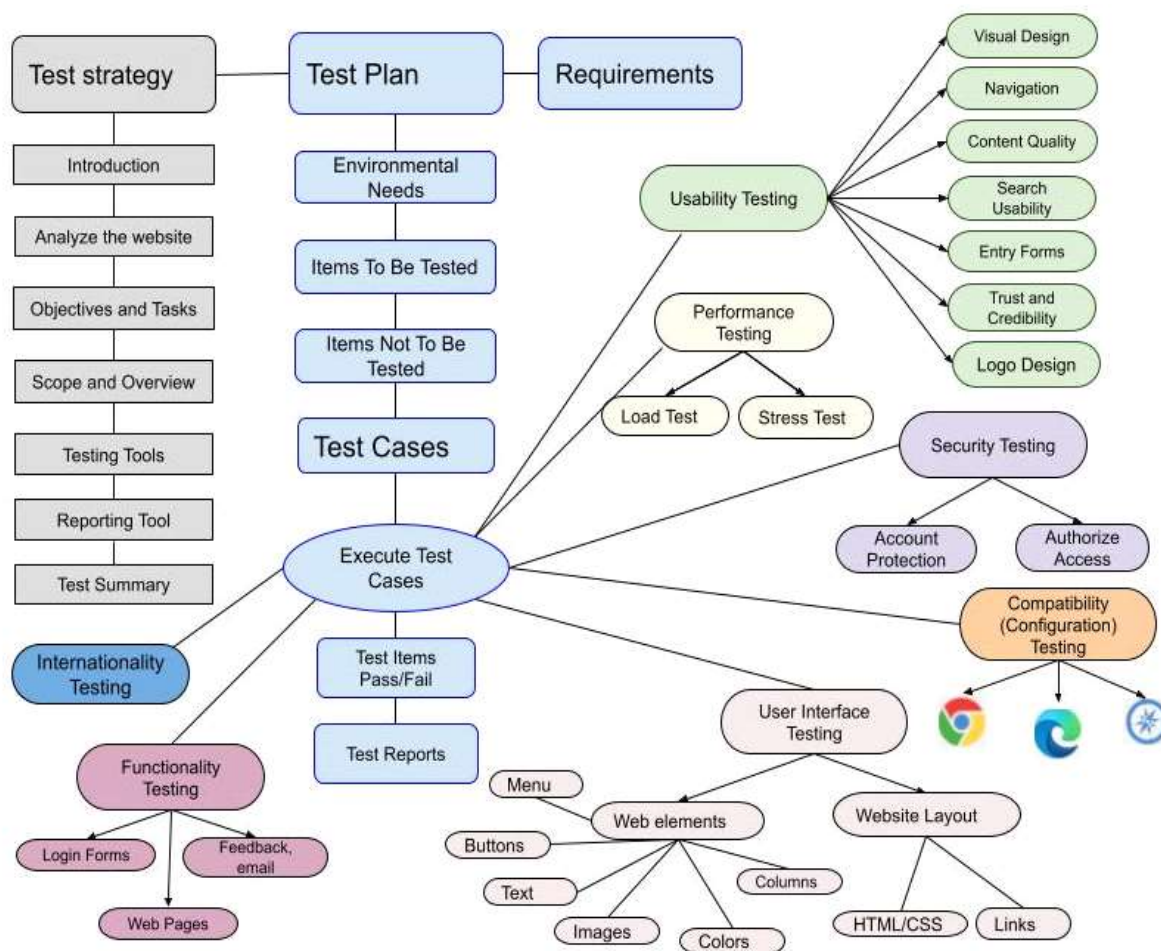 Test strategy
Test Plan
Requirements
Introduction
Analyze the website
Objectives and Tasks
Scope and Overview
Testing Tools
Reporting Tool
Test Summary
Environmental
Needs
Items To Be Tested
Items Not To Be
Tested
Test Cases
Execute Test
Cases
Test Items
Pass/Fail
Test Reports
Usability Testing
Visual Design
Navigation
Content Quality
Search
Usability
Entry Forms
Trust and
Credibility
Logo Design
Performance
Testing
Load Test
Stress Test
Security Testing
Account
Protection
Authorize
Access
Compatibility
(Configuration)
Testing
Internationality
Testing
Functionality
Testing
Login Forms
Feedback,
email
Web Pages
User Interface
Testing
Web elements
Menu
Buttons
Text
Images
Colors
Columns
Website Layout
HTML/CSS
Links